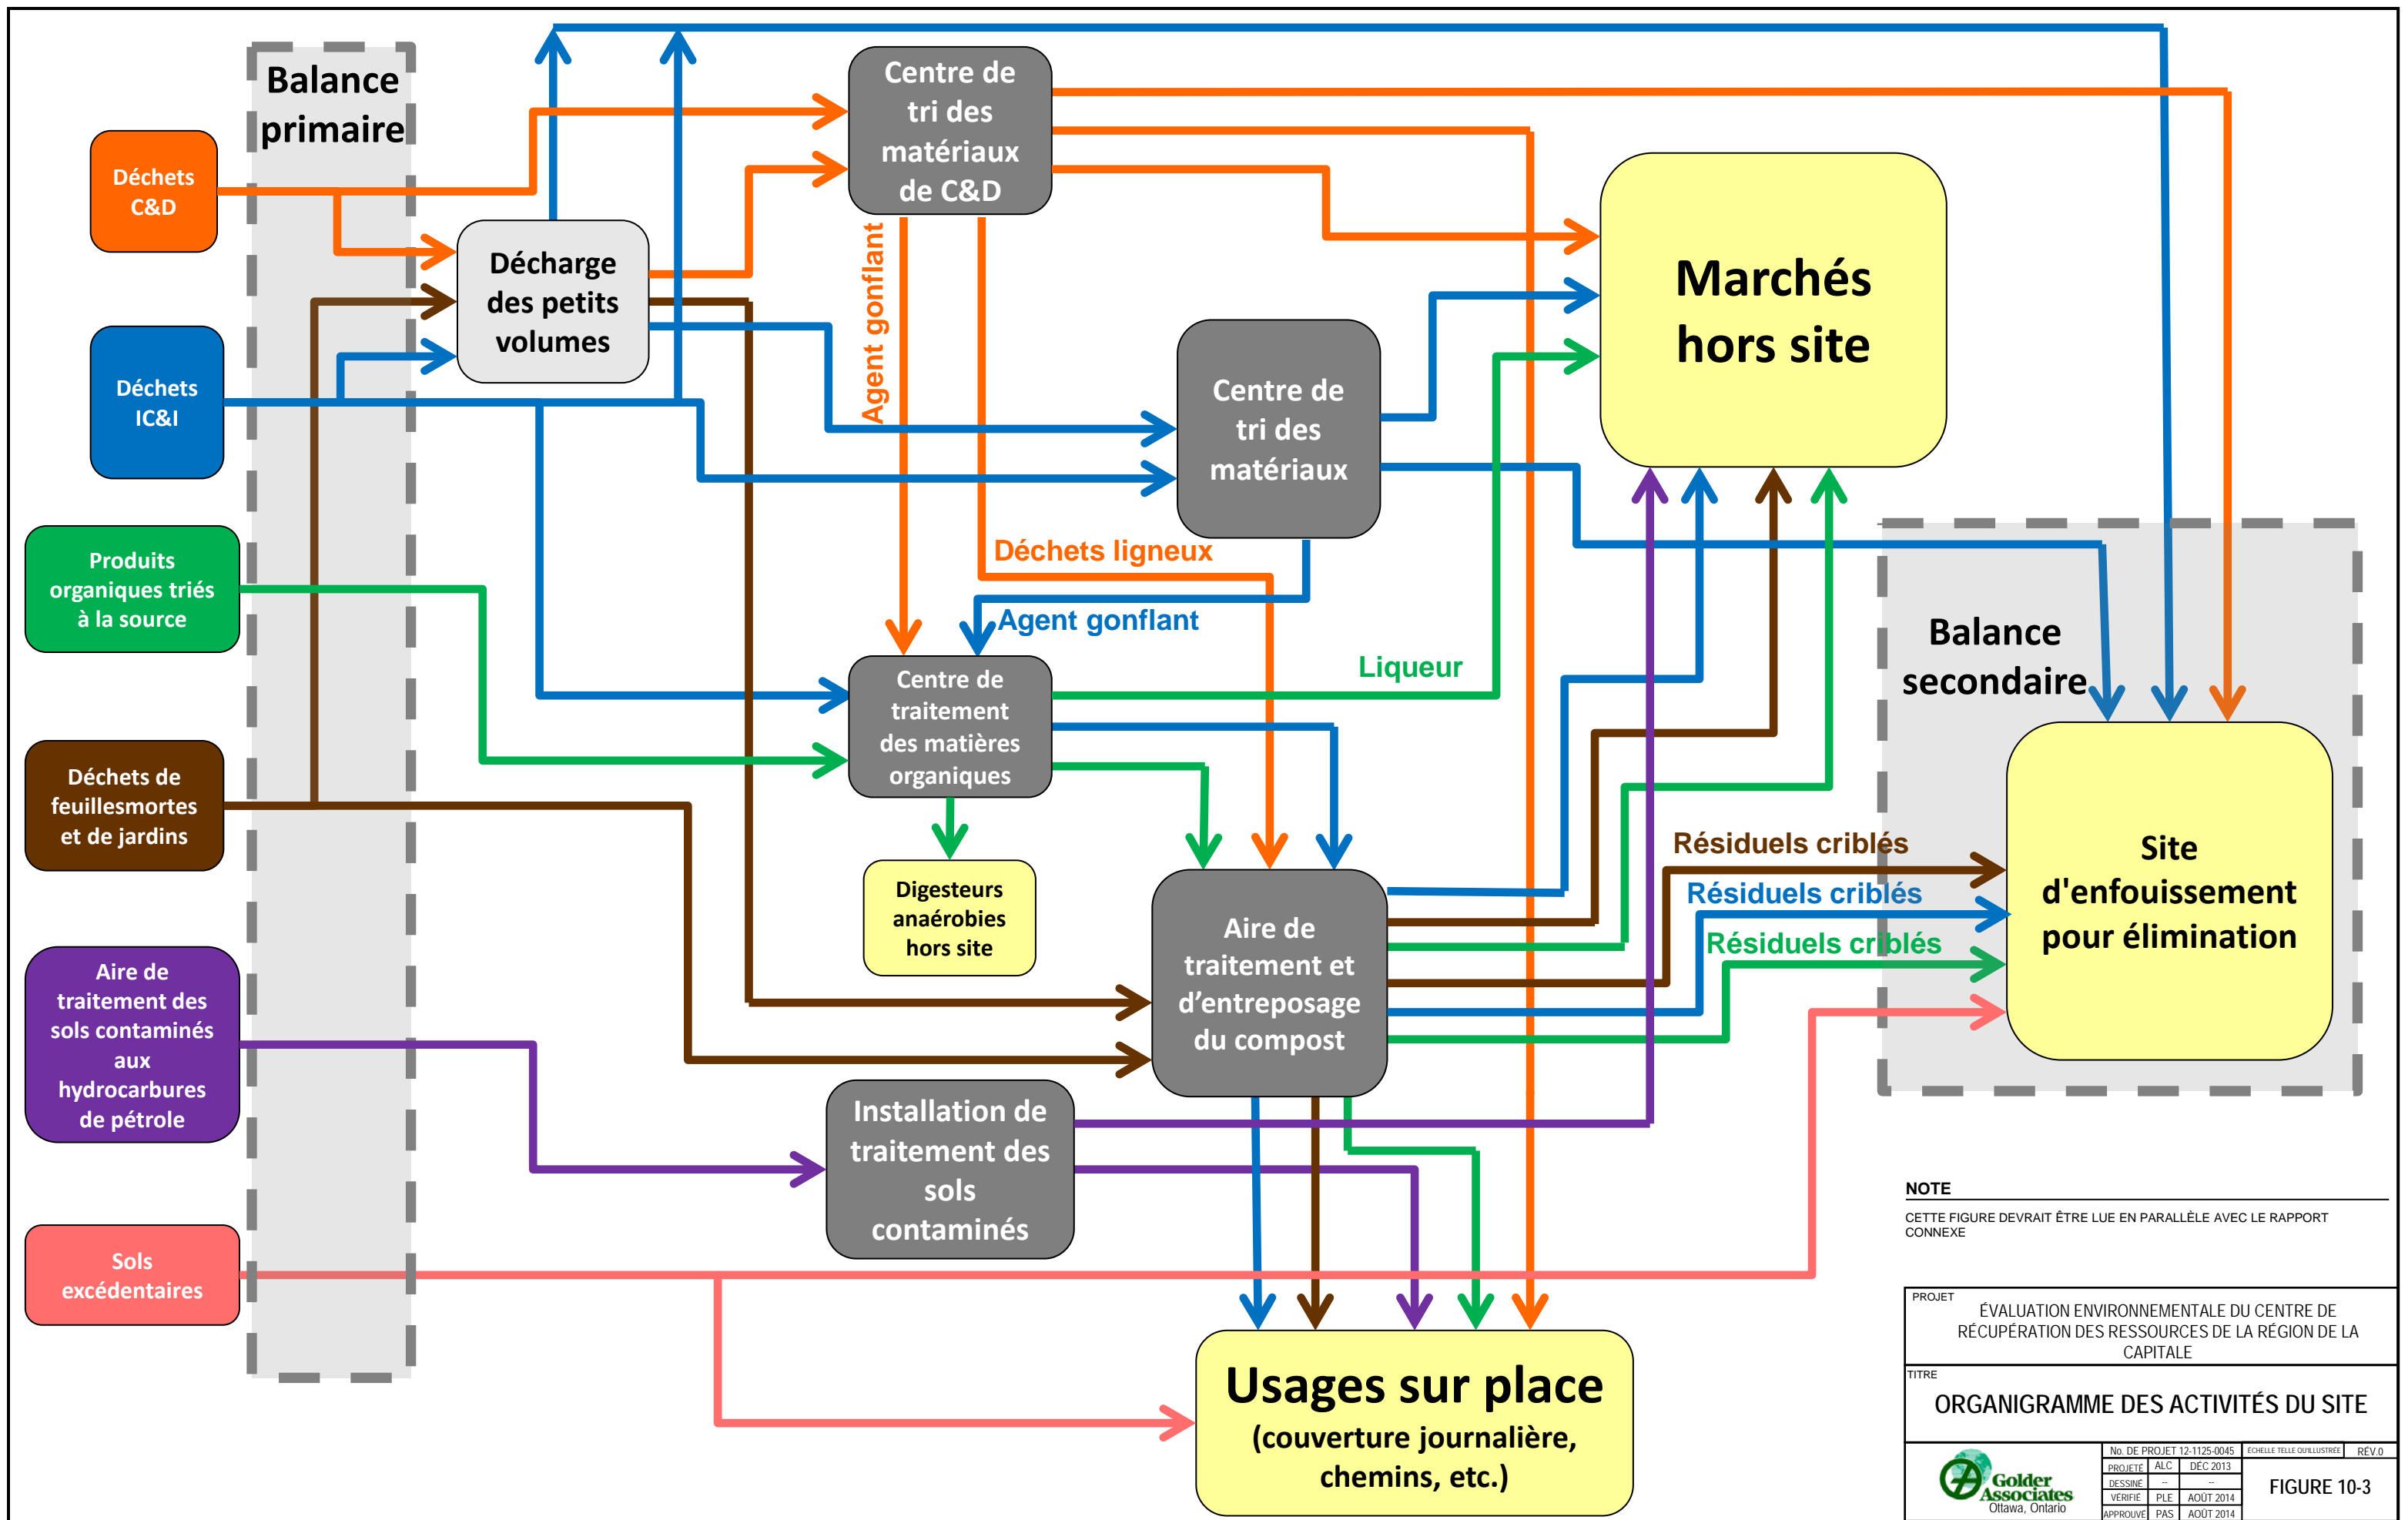 Balance
primaire
Déchets
C&D
Déchets
IC&I
Produits
organiques triés
à la source
Déchets de
feuillesmortes
et de jardins
Aire de
traitement des
sols contaminés
aux
hydrocarbures
de pétrole
Sols
excédentaires
Décharge
des petits
volumes
Centre de
tri des
matériaux
de C&D
Agent gonflant
Déchets ligneux
Centre de
tri des
matériaux
Agent gonflant
Centre de
traitement
des matières
organiques
Liqueur
Digesteurs
anaérobies
hors site
Aire de
traitement et
d’entreposage
du compost
Installation de
traitement des
sols
contaminés
Marchés
hors site
Balance
secondaire
Résiduels criblés
Résiduels criblés
Résiduels criblés
Site
d'enfouissement
pour élimination
Usages sur place
(couverture journalière,
chemins, etc.)
NOTE
CETTE FIGURE DEVRAIT ÊTRE LUE EN PARALLÈLE AVEC LE RAPPORT
CONNEXE
PROJET
ÉVALUATION ENVIRONNEMENTALE DU CENTRE DE
RÉCUPÉRATION DES RESSOURCES DE LA RÉGION DE LA
CAPITALE
TITRE
ORGANIGRAMME DES ACTIVITÉS DU SITE
Golder
Associates
Ottawa, Ontario
No. DE PROJET 12-1125-0045 ÉCHELLE TELLE QU'ILLUSTRÉE RÉV.0
PROJETÉ ALC DÉC 2013
DESSINÉ -- --
VÉRIFIÉ PLE AOÛT 2014
APPROUVÉ PAS AOÛT 2014
FIGURE 10-3